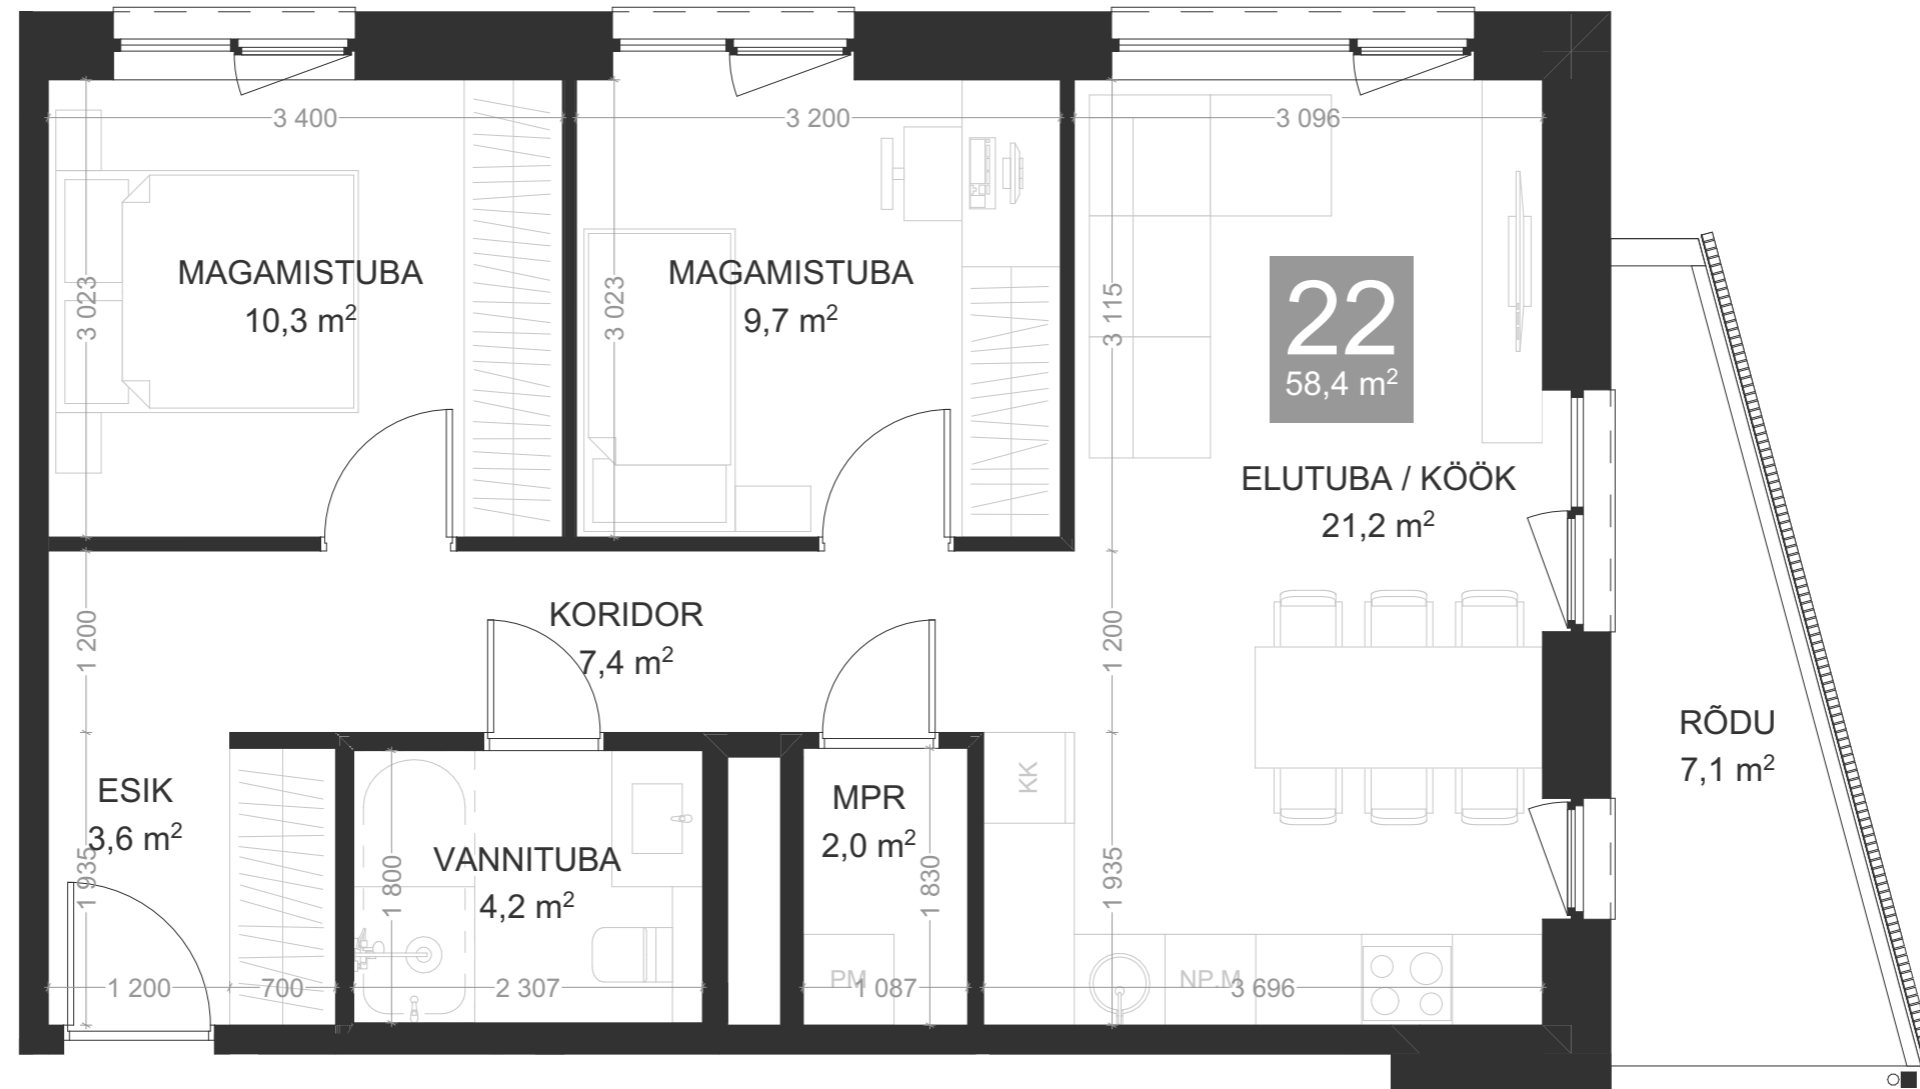 3 400
3 200
3 096
MAGAMISTUBA
10,3 m²
3 023
MAGAMISTUBA
9,7 m²
3 023
3 115
22
58,4 m²
ELUTUBA / KÖÖK
21,2 m²
KORIDOR
7,4 m²
1 200
1 200
RÕDU
7,1 m²
ESIK
3,6 m²
1 935
VANNITUBA
4,2 m²
1 800
MPR
2,0 m²
1 830
KK
1 935
1 200
700
2 307
PM
1 087
NP.M
3 696